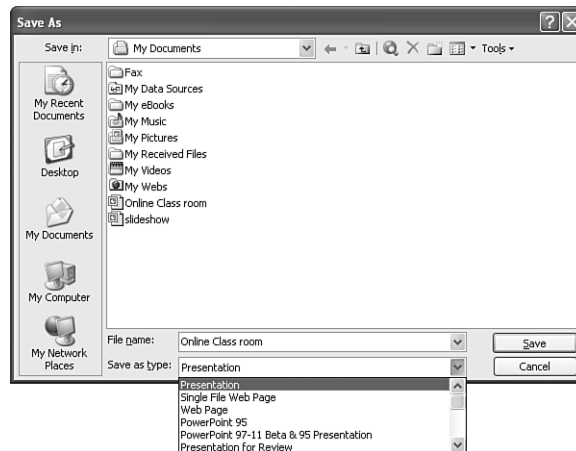 Save As
Save in: My Documents Tools
My Recent
Documents
Desktop
My Documents
My Computer
My Network
Places
Fax
My Data Sources
My eBooks
My Music
My Pictures
My Received Files
My Videos
My Webs
Online Class room
slideshow
File name: Online Class room Save
Save as type: Presentation Cancel
Presentation
Single File Web Page
Web Page
PowerPoint 95
PowerPoint 97-11 Beta & 95 Presentation
Presentation for Review